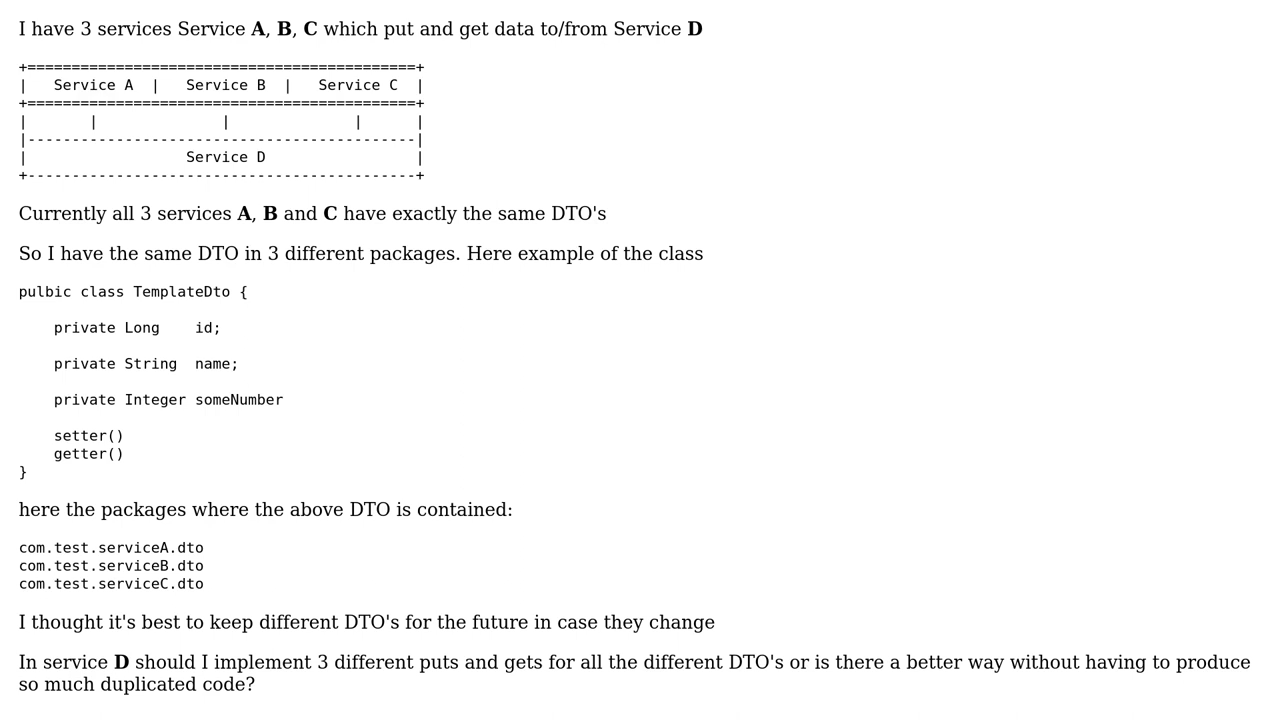 I have 3 services Service A, B, C which put and get data to/from Service D
+============================================+
|   Service A  |   Service B  |   Service C  |
+============================================+
|       |              |              |      |
|--------------------------------------------|
|                  Service D                 |
+--------------------------------------------+
Currently all 3 services A, B and C have exactly the same DTO's
So I have the same DTO in 3 different packages. Here example of the class
pulbic class TemplateDto {
    private Long    id;
    private String  name;
    private Integer someNumber
    setter()
    getter()
}
here the packages where the above DTO is contained:
com.test.serviceA.dto
com.test.serviceB.dto
com.test.serviceC.dto
I thought it's best to keep different DTO's for the future in case they change
In service D should I implement 3 different puts and gets for all the different DTO's or is there a better way without having to produce
so much duplicated code?